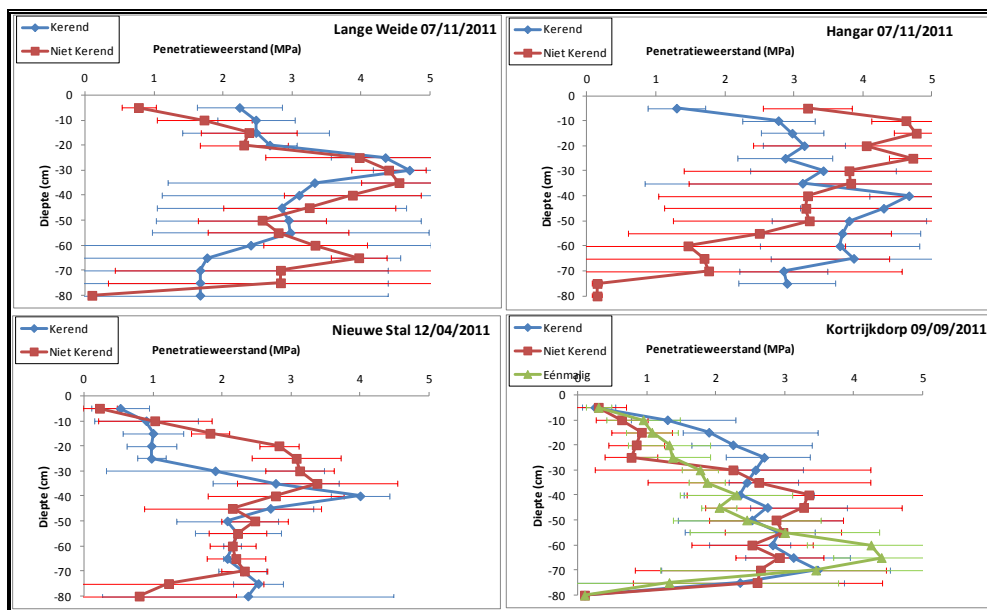 Kerend
Niet Kerend
Lange Weide 07/11/2011
Penetratieweerstand (MPa)
0 1 2 3 4 5
Diepte (cm)
0
-10
-20
-30
-40
-50
-60
-70
-80
Kerend
Niet Kerend
Hangar 07/11/2011
Penetratieweerstand (MPa)
0 1 2 3 4 5
Diepte (cm)
0
-10
-20
-30
-40
-50
-60
-70
-80
Kerend
Niet Kerend
Nieuwe Stal 12/04/2011
Penetratieweerstand (MPa)
0 1 2 3 4 5
Diepte (cm)
0
-10
-20
-30
-40
-50
-60
-70
-80
Kerend
Niet Kerend
Eénmalig
Kortrijkdorp 09/09/2011
Penetratieweerstand (MPa)
0 1 2 3 4 5
Diepte (cm)
0
-10
-20
-30
-40
-50
-60
-70
-80